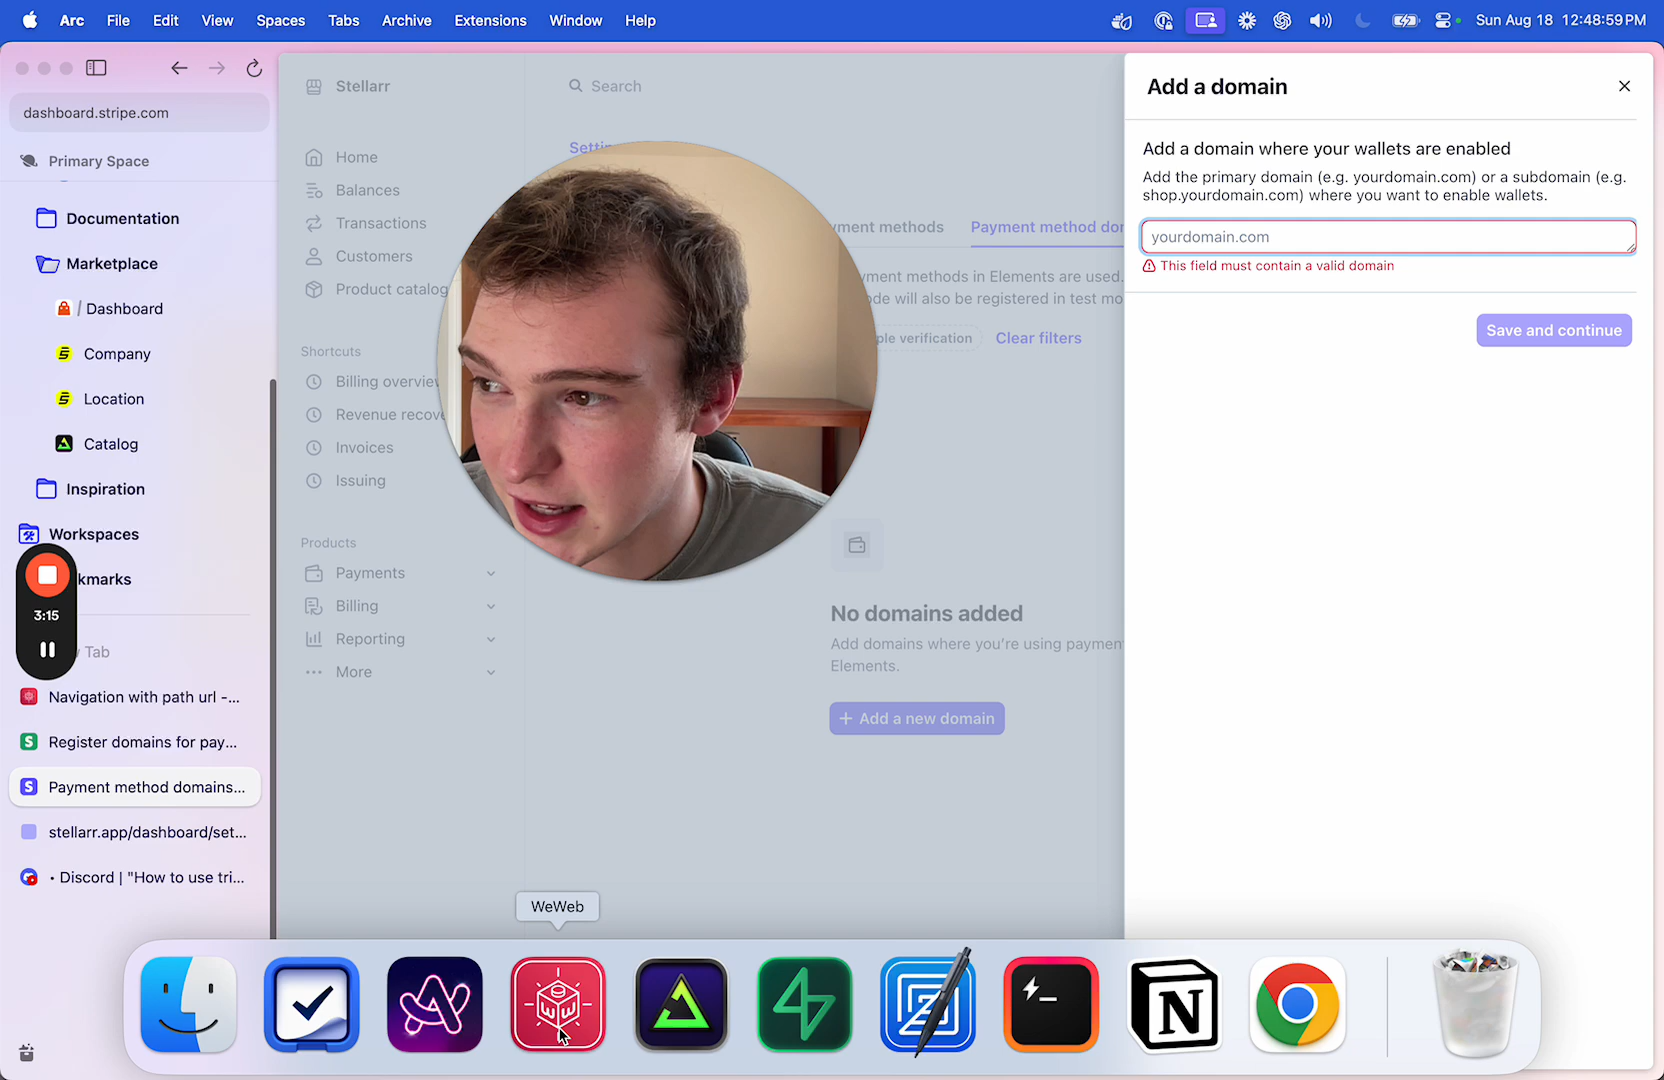 Arc File Edit View Spaces Tabs Archive Extensions Window Help
Sun Aug 18 12:48:59 PM
dashboard.stripe.com
Primary Space
Documentation
Marketplace
/ Dashboard
Company
Location
Catalog
Inspiration
Workspaces
kmarks
3:15
Tab
Navigation with path url -...
Register domains for pay...
Payment method domains...
stellarr.app/dashboard/set...
• Discord | "How to use tri...
Stellarr
Home
Balances
Transactions
Customers
Product catalog
Shortcuts
Billing overview
Revenue recove
Invoices
Issuing
Products
Payments
Billing
Reporting
More
Search
Settin
ment methods
Payment method dor
ment methods in Elements are used.
ode will also be registered in test mo
ple verification
Clear filters
No domains added
Add domains where you're using paymen
Elements.
+ Add a new domain
Add a domain
Add a domain where your wallets are enabled
Add the primary domain (e.g. yourdomain.com) or a subdomain (e.g.
shop.yourdomain.com) where you want to enable wallets.
yourdomain.com
This field must contain a valid domain
Save and continue
WeWeb